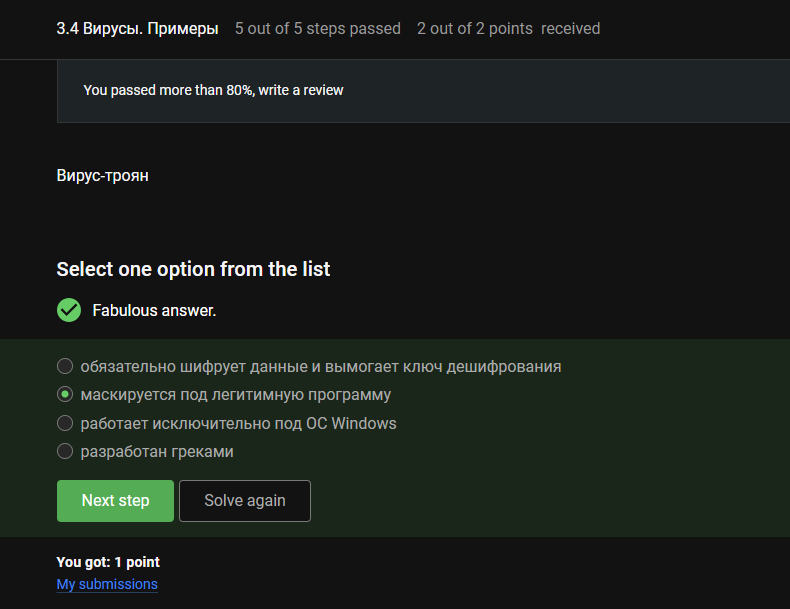 3.4 Вирусы. Примеры 5 out of 5 steps passed 2 out of 2 points received
You passed more than 80%, write a review
Вирус-троян
Select one option from the list
Fabulous answer.
обязательно шифрует данные и вымогает ключ дешифрования
маскируется под легитимную программу
работает исключительно под ОС Windows
разработан греками
Next step Solve again
You got: 1 point
My submissions